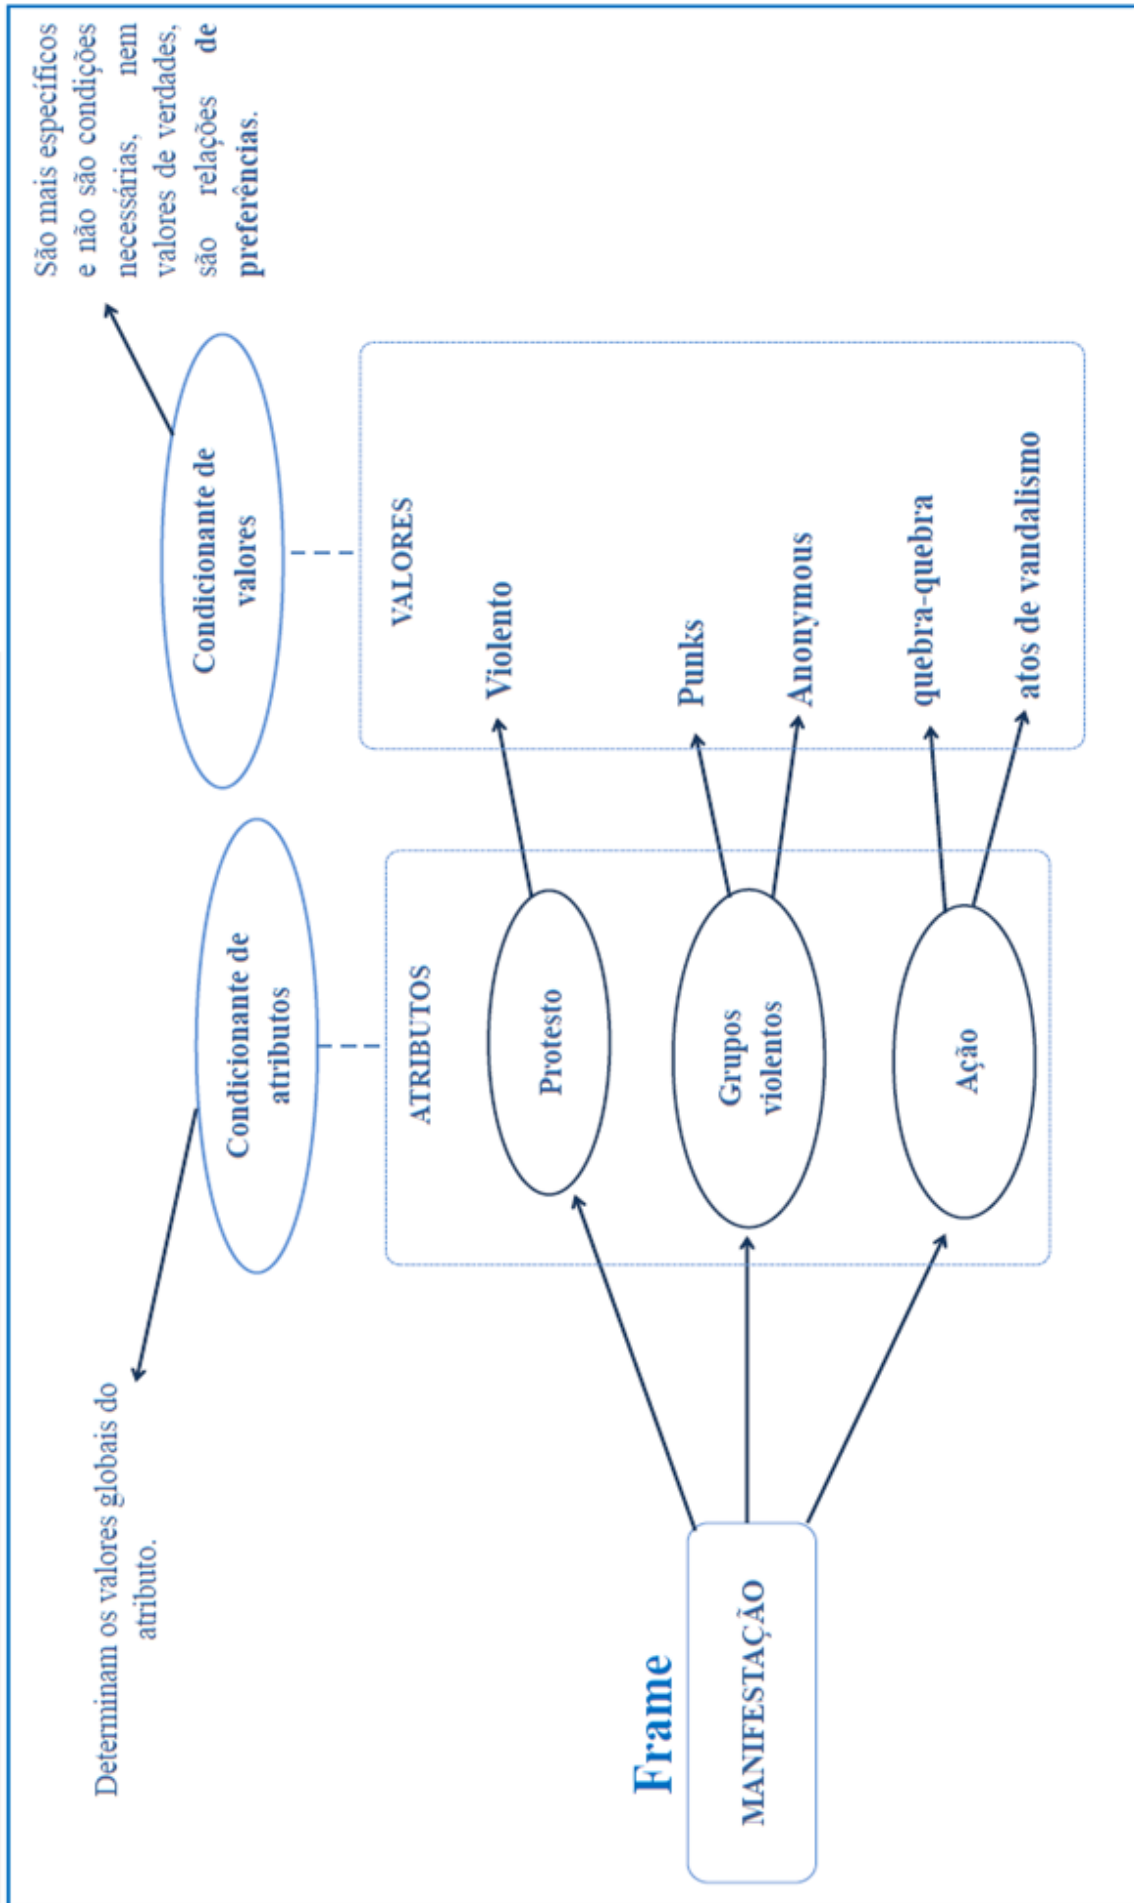 Determinam os valores globais do
atributo.
Condicionante de
atributos
Condicionante de
valores
São mais específicos
e não são condições
necessárias, nem
valores de verdades,
são relações de
preferências.
Frame
MANIFESTAÇÃO
ATRIBUTOS
Protesto
Grupos
violentos
Ação
VALORES
Violento
Punks
Anonymous
quebra-quebra
atos de vandalismo